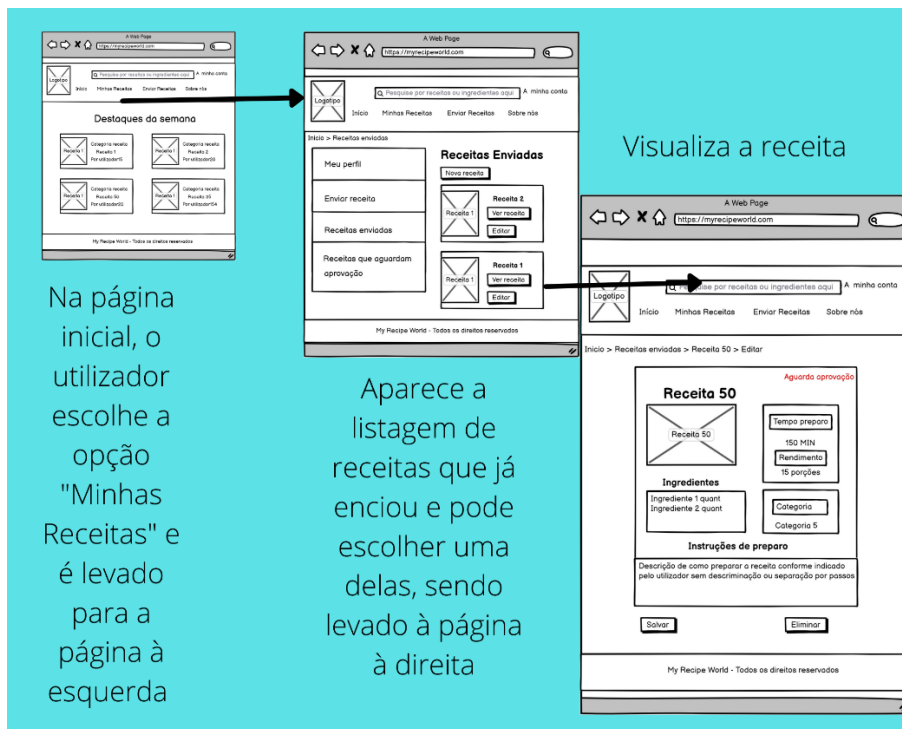 A Web Page
https://myrecipeworld.com
Logotipo
Pesquise por receitas ou ingredientes aqui
A minha conta
Início Minhas Receitas Enviar Receitas Sobre nós
Destaques da semana
Receita 1
Categoria receita
Receita 1
Por utilizador15
Receita 1
Categoria receita
Receita 2
Receita 1
Categoria receita
Receita 50
Receita 1
Categoria receita
Receita 35
My Recipe World - Todos os direitos reservados
Na página
inicial, o
utilizador
escolhe a
opção
"Minhas
Receitas" e
é levado
para a
página à
esquerda
A Web Page
https://myrecipeworld.com
Logotipo
Pesquise por receitas ou ingredientes aqui
A minha conta
Início Minhas Receitas Enviar Receitas Sobre nós
Início > Receitas enviadas
Meu perfil
Enviar receita
Receitas enviadas
Receitas que aguardam
aprovação
Receitas Enviadas
Nova receita
Receita 1
Receita 2
Ver receita
Editar
Receita 1
Receita 1
Ver receita
Editar
My Recipe World - Todos os direitos reservados
Aparece a
listagem de
receitas que já
enciou e pode
escolher uma
delas, sendo
levado à página
à direita
Visualiza a receita
A Web Page
https://myrecipeworld.com
Logotipo
Pesquise por receitas ou ingredientes aqui
A minha conta
Início Minhas Receitas Enviar Receitas Sobre nós
Início > Receitas enviadas > Receita 50 > Editar
Aguarda aprovação
Receita 50
Receita 50
Tempo preparo
150 MIN
Rendimento
15 porções
Ingredientes
Ingrediente 1 quant
Ingrediente 2 quant
Categoria
Categoria 5
Instruções de preparo
Descrição de como preparar a receita conforme indicado
pelo utilizador sem descriminação ou separação por passos
Salvar
Eliminar
My Recipe World - Todos os direitos reservados